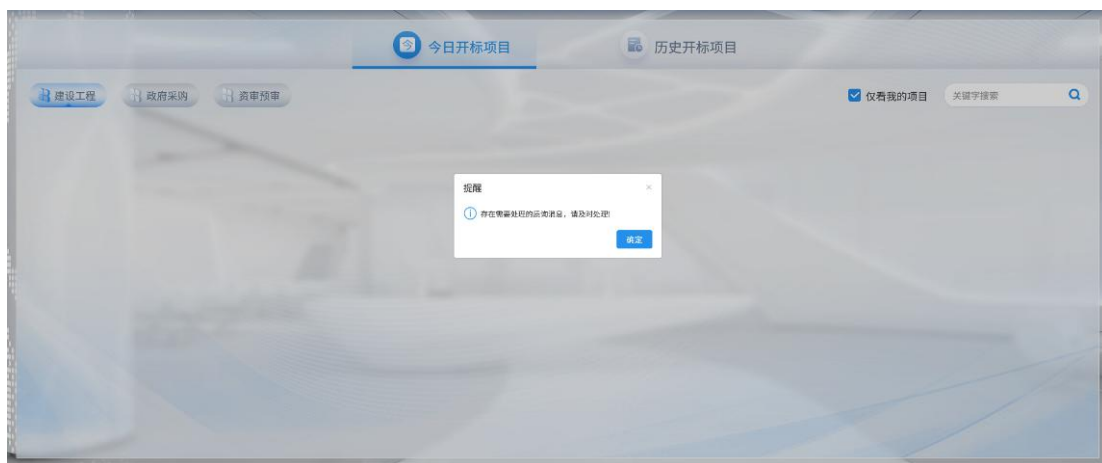 今日开标项目
历史开标项目
建设工程
政府采购
资审预审
仅看我的项目
关键字搜索
提醒
存在需要处理的质询消息，请及时处理!
确定